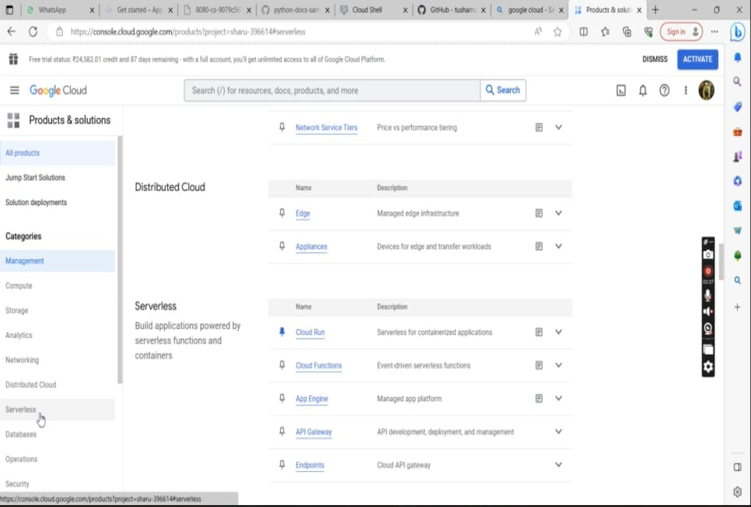 WhatsApp
Get started – App
8080-cs-9079c5
python-docs-sam
Cloud Shell
GitHub - tusharn
google cloud - S
Products & solut
https://console.cloud.google.com/products?project=sharu-396614#serverless
Sign in
Free trial status: ₹24,582.01 credit and 87 days remaining - with a full account, you'll get unlimited access to all of Google Cloud Platform.
DISMISS
ACTIVATE
Google Cloud
Search (/) for resources, docs, products, and more
Search
Products & solutions
All products
Jump Start Solutions
Solution deployments
Categories
Management
Compute
Storage
Analytics
Networking
Distributed Cloud
Serverless
Databases
Operations
Security
Network Service Tiers Price vs performance tiering
Distributed Cloud
Name Description
Edge Managed edge infrastructure
Appliances Devices for edge and transfer workloads
Serverless
Build applications powered by
serverless functions and
containers
Name Description
Cloud Run Serverless for containerized applications
Cloud Functions Event-driven serverless functions
App Engine Managed app platform
API Gateway API development, deployment, and management
Endpoints Cloud API gateway
https://console.cloud.google.com/products?project=sharu-396614#serverless